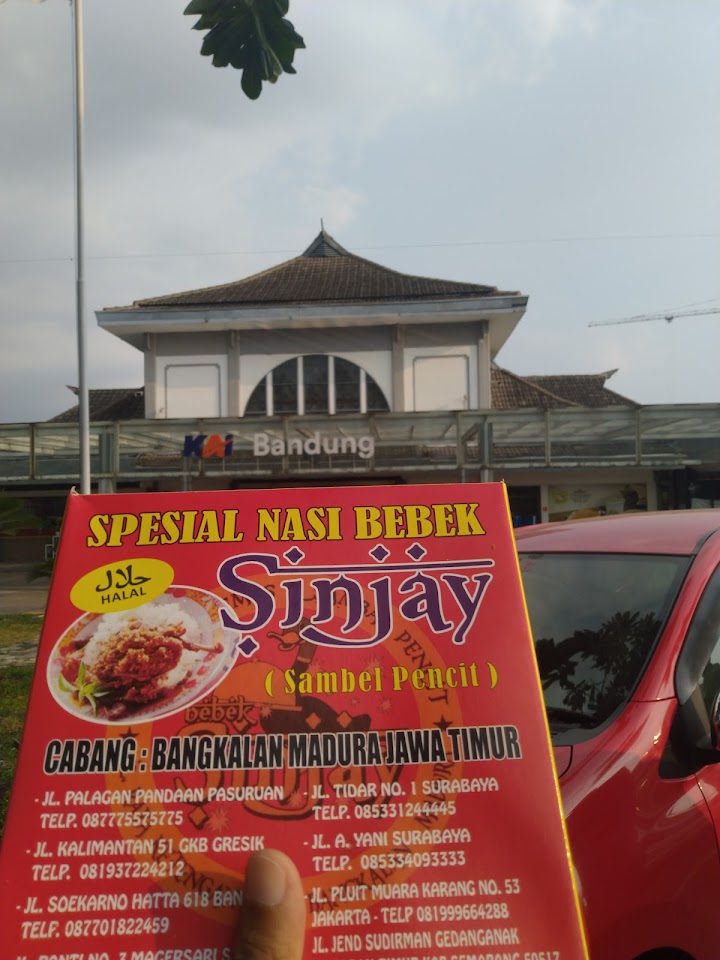 KAI Bandung
SPESIAL NASI BEBEK
Sinjay
حلال
HALAL
( Sambel Pencit )
bebek
Sinjay
CABANG : BANGKALAN MADURA JAWA TIMUR
- JL. PALAGAN PANDAAN PASURUAN
TELP. 087775575775
- JL. KALIMANTAN 51 GKB GRESIK
TELP. 081937224212
- JL. SOEKARNO HATTA 618 BAN
TELP. 087701822459
- JL. TIDAR NO. 1 SURABAYA
TELP. 085331244445
- JL. A. YANI SURABAYA
TELP. 085334093333
- JL. PLUIT MUARA KARANG NO. 53
JAKARTA - TELP 081999664288
JL. JEND SUDIRMAN GEDANGANAK